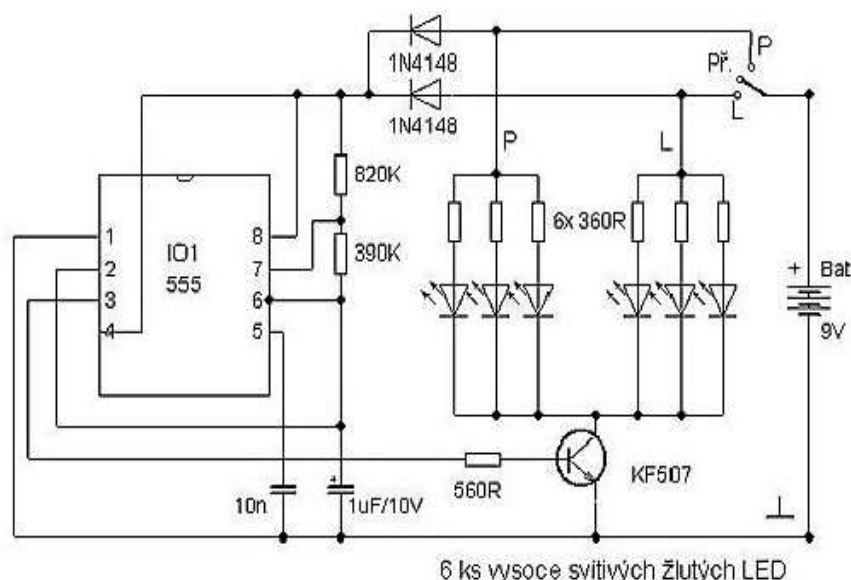 1N4148
P
Př.
L
1N4148
P
L
820K
6x 360R
390K
IO1
555
1
2
3
4
8
7
6
5
+
Bat
9V
KF507
560R
10n
+
1uF/10V
6 ks vysoce svitivých žlutých LED